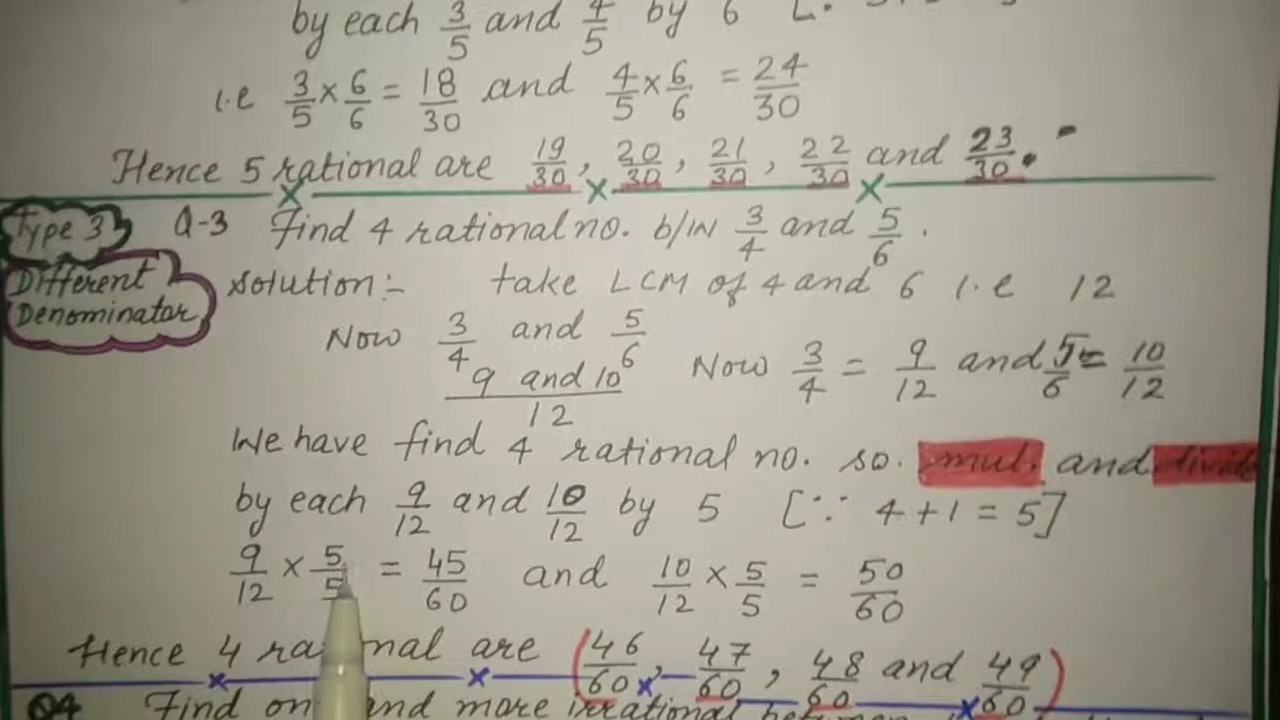 by each 3/5 and 4/5 by 6
i.e 3/5 × 6/6 = 18/30 and 4/5 × 6/6 = 24/30
Hence 5 rational are 19/30, 20/30, 21/30, 22/30 and 23/30.
Type 3 Q-3 Find 4 rational no. b/w 3/4 and 5/6.
Different Denominator
Solution:- take LCM of 4 and 6 i.e 12
Now 3/4 and 5/6
9 and 10 / 12 Now 3/4 = 9/12 and 5/6 = 10/12
We have find 4 rational no. so. mul. and divide
by each 9/12 and 10/12 by 5 [∵ 4+1=5]
9/12 × 5/5 = 45/60 and 10/12 × 5/5 = 50/60
Hence 4 rational are (46/60, 47/60, 48/60 and 49/60)
Q4 Find one and more irrational between